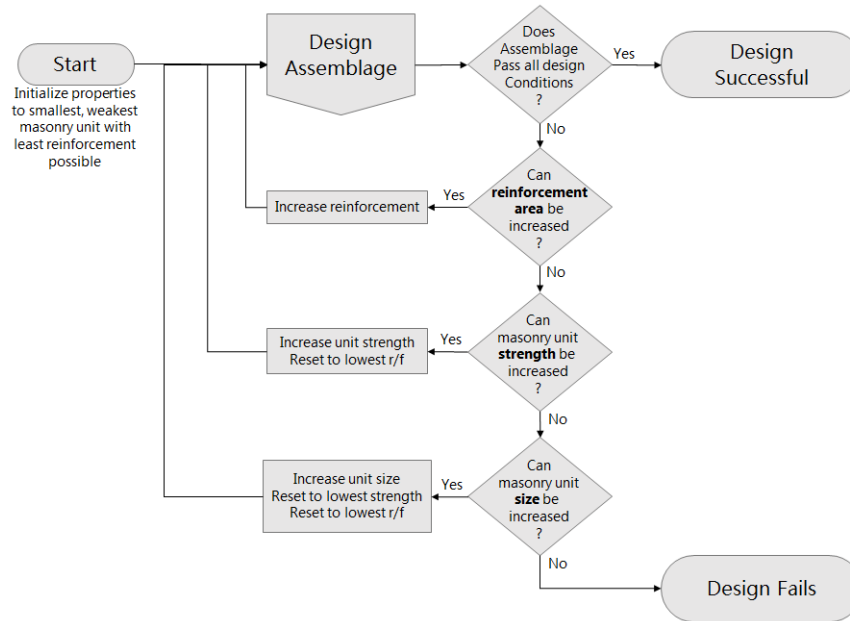 Start
Initialize properties
to smallest, weakest
masonry unit with
least reinforcement
possible
Design
Assemblage
Does
Assemblage
Pass all design
Conditions
?
Yes
Design
Successful
No
Can
reinforcement
area be
increased
?
Yes
Increase reinforcement
No
Can
masonry unit
strength be
increased
?
Yes
Increase unit strength
Reset to lowest r/f
No
Can
masonry unit
size be
increased
?
Yes
Increase unit size
Reset to lowest strength
Reset to lowest r/f
No
Design Fails